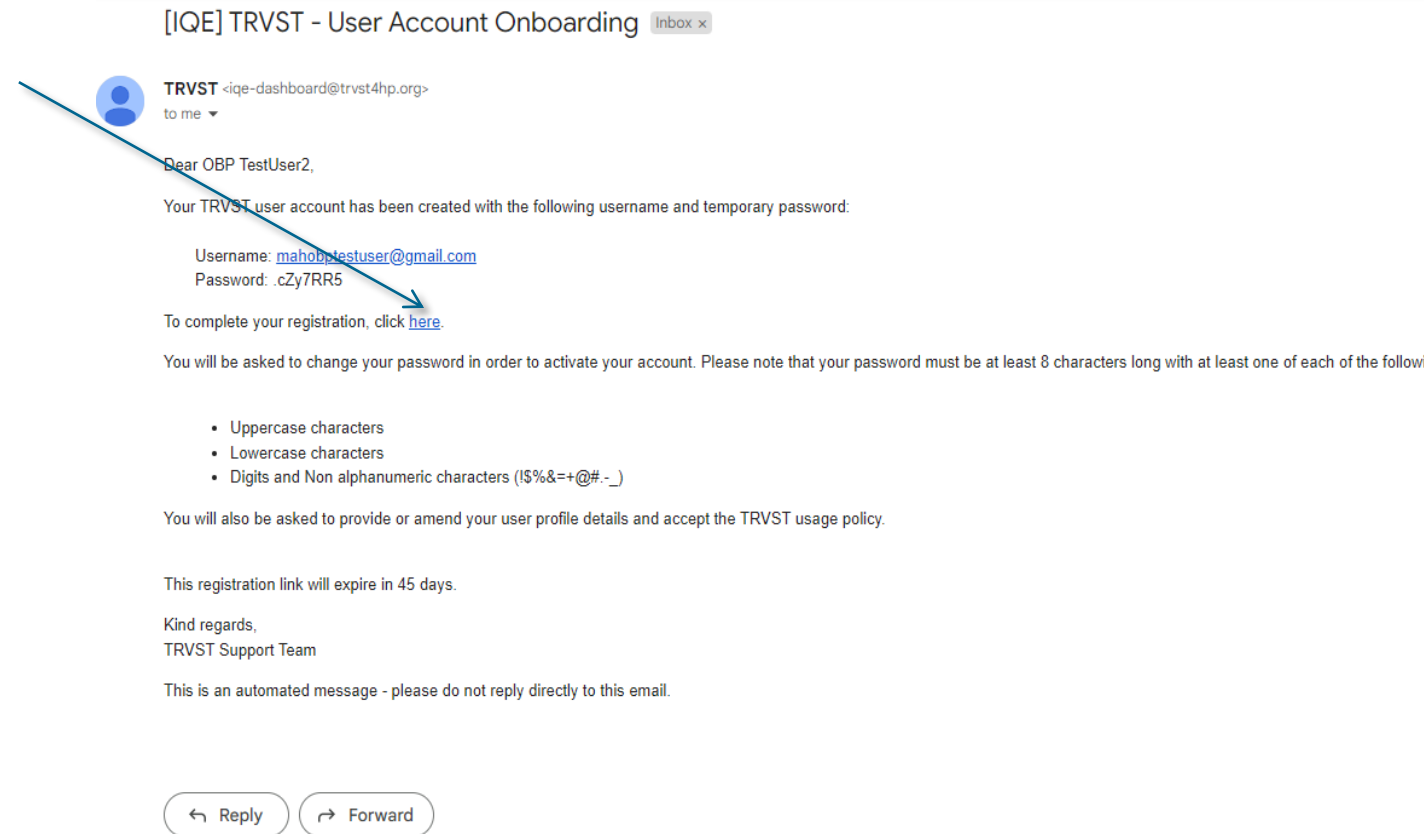 [IQE] TRVST - User Account Onboarding Inbox ×
TRVST <iqe-dashboard@trvst4hp.org>
to me
Dear OBP TestUser2,
Your TRVST user account has been created with the following username and temporary password:
Username: mahobptestuser@gmail.com
Password: .cZy7RR5
To complete your registration, click here.
You will be asked to change your password in order to activate your account. Please note that your password must be at least 8 characters long with at least one of each of the followi
• Uppercase characters
• Lowercase characters
• Digits and Non alphanumeric characters (!$%&=+@#.-_)
You will also be asked to provide or amend your user profile details and accept the TRVST usage policy.
This registration link will expire in 45 days.
Kind regards,
TRVST Support Team
This is an automated message - please do not reply directly to this email.
Reply Forward